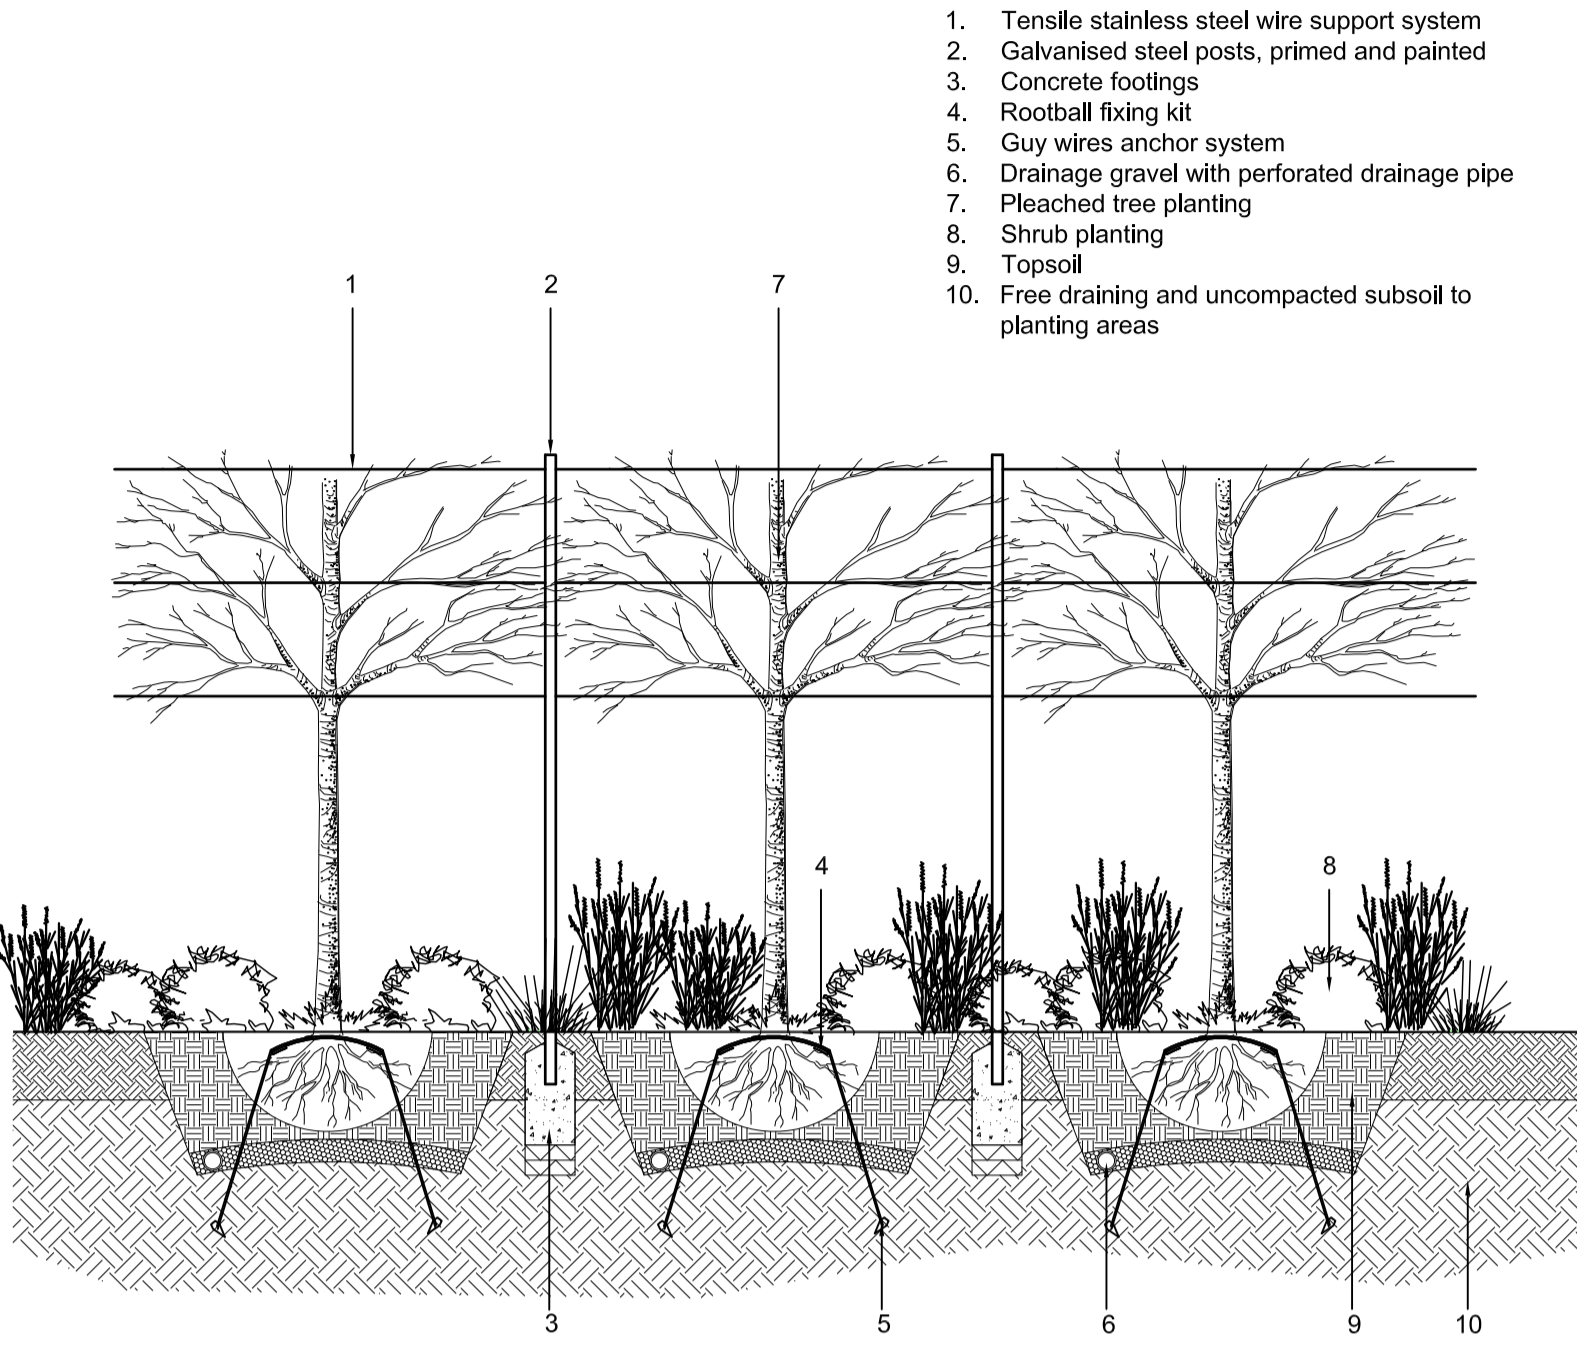 1. Tensile stainless steel wire support system
2. Galvanised steel posts, primed and painted
3. Concrete footings
4. Rootball fixing kit
5. Guy wires anchor system
6. Drainage gravel with perforated drainage pipe
7. Pleached tree planting
8. Shrub planting
9. Topsoil
10. Free draining and uncompacted subsoil to
planting areas
1 2 7
4 8
3 5 6 9 10